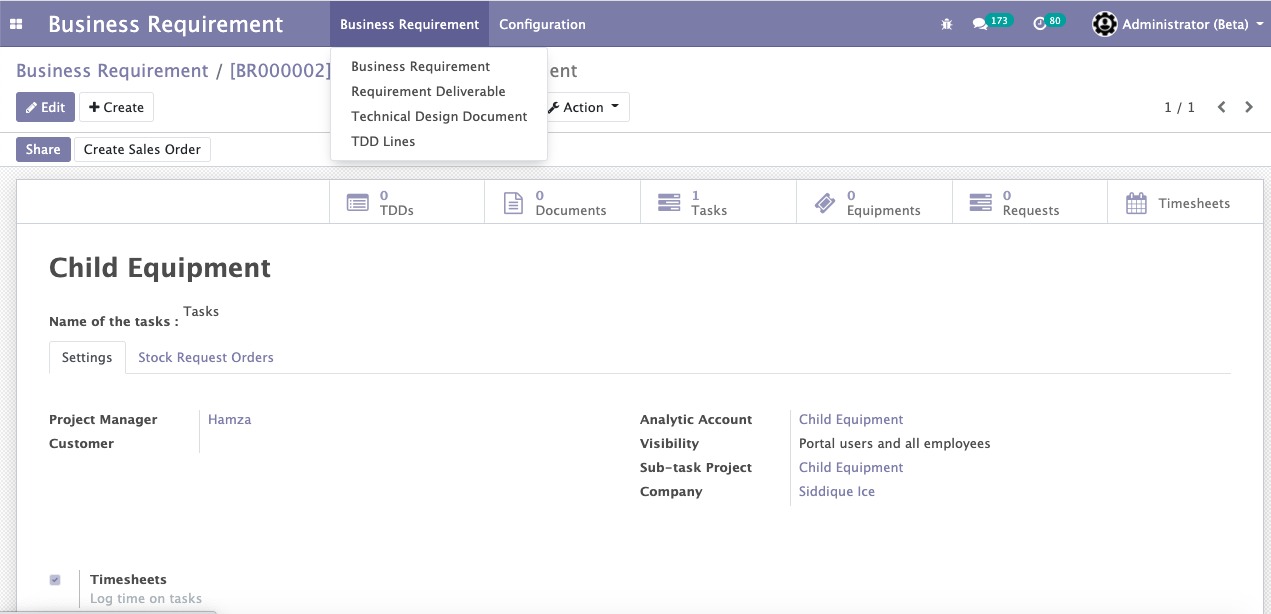 Business Requirement Business Requirement Configuration 173 80 Administrator (Beta)
Business Requirement / [BR000002] ent
Business Requirement
Requirement Deliverable
Technical Design Document
TDD Lines
Edit Create Action 1 / 1
Share Create Sales Order
0 TDDs
0 Documents
1 Tasks
0 Equipments
0 Requests
Timesheets
Child Equipment
Name of the tasks : Tasks
Settings Stock Request Orders
Project Manager Hamza
Customer
Analytic Account Child Equipment
Visibility Portal users and all employees
Sub-task Project Child Equipment
Company Siddique Ice
Timesheets
Log time on tasks